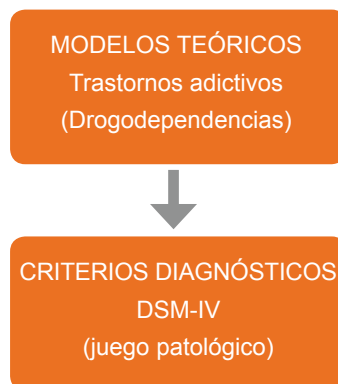 MODELOS TEÓRICOS
Trastornos adictivos
(Drogodependencias)
CRITERIOS DIAGNÓSTICOS
DSM-IV
(juego patológico)